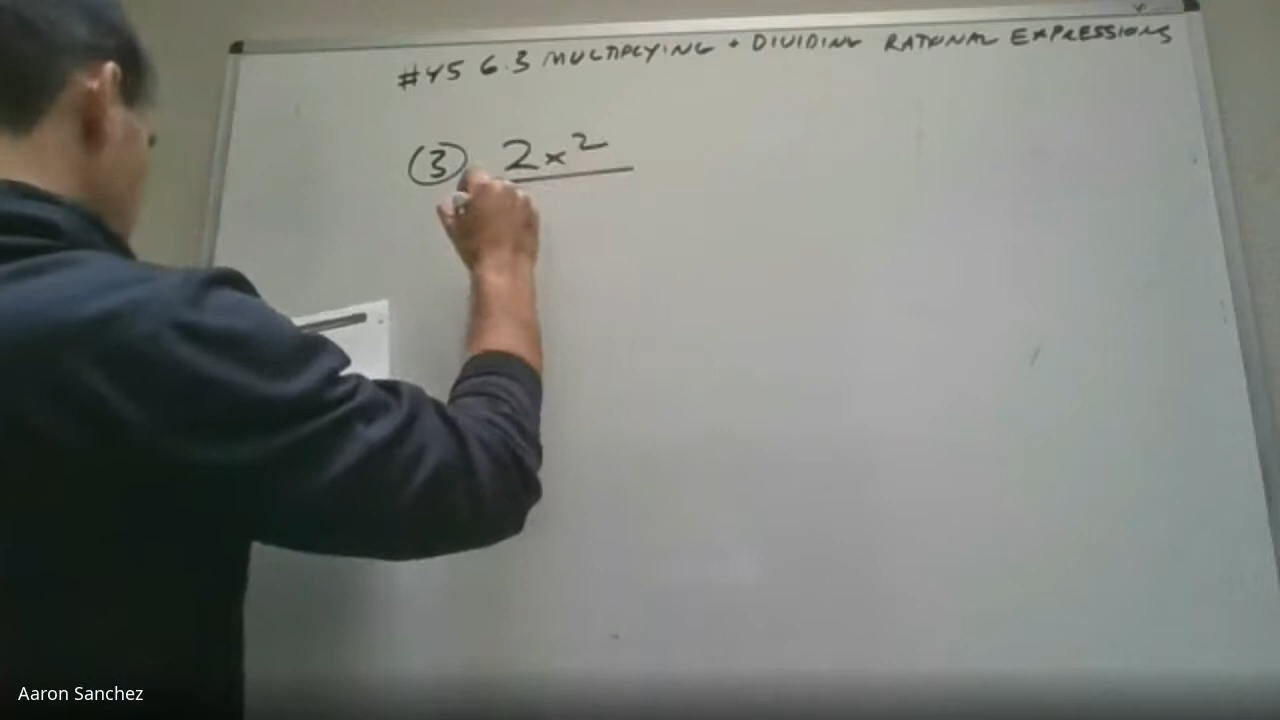 #45 6.3 MULTIPLYING + DIVIDING RATIONAL EXPRESSIONS
③ 2x²
Aaron Sanchez